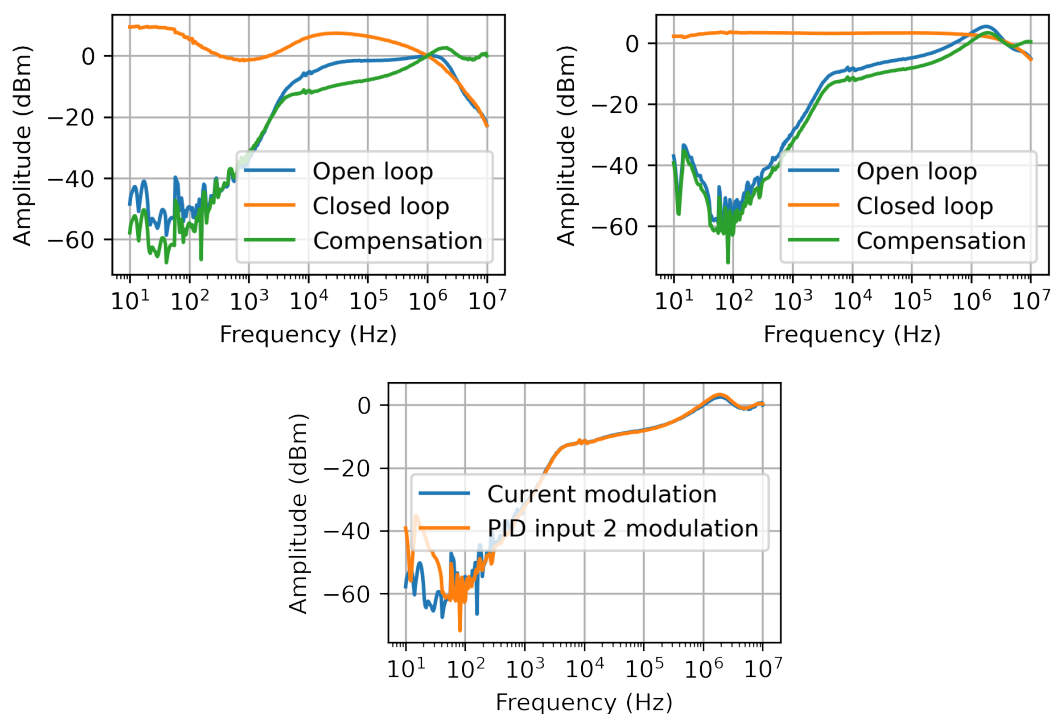 Amplitude (dBm)
0
−20
−40
−60
Open loop
Closed loop
Compensation
10¹ 10² 10³ 10⁴ 10⁵ 10⁶ 10⁷
Frequency (Hz)
Amplitude (dBm)
0
−20
−40
−60
Open loop
Closed loop
Compensation
10¹ 10² 10³ 10⁴ 10⁵ 10⁶ 10⁷
Frequency (Hz)
Amplitude (dBm)
0
−20
−40
−60
Current modulation
PID input 2 modulation
10¹ 10² 10³ 10⁴ 10⁵ 10⁶ 10⁷
Frequency (Hz)